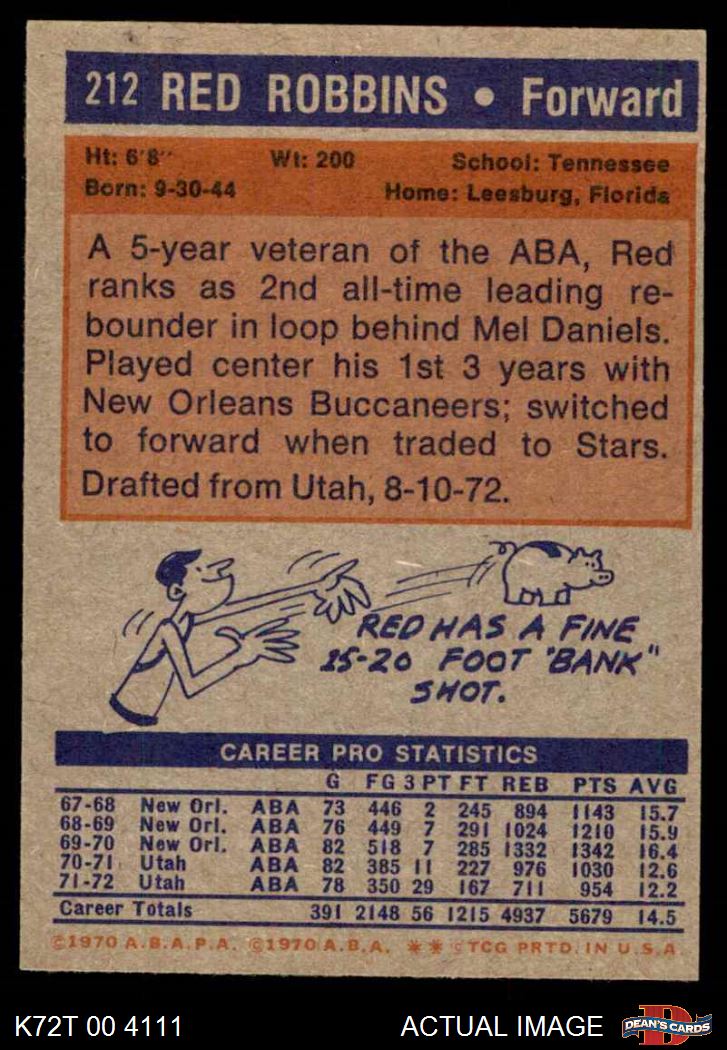 212 RED ROBBINS • Forward
Ht: 6'8'' Wt: 200 School: Tennessee
Born: 9-30-44 Home: Leesburg, Florida
A 5-year veteran of the ABA, Red
ranks as 2nd all-time leading re-
bounder in loop behind Mel Daniels.
Played center his 1st 3 years with
New Orleans Buccaneers; switched
to forward when traded to Stars.
Drafted from Utah, 8-10-72.
RED HAS A FINE
15-20 FOOT "BANK"
SHOT.
CAREER PRO STATISTICS
G FG 3 PT FT REB PTS AVG
67-68 New Orl. ABA 73 446 2 245 894 1143 15.7
68-69 New Orl. ABA 76 449 7 291 1024 1210 15.9
69-70 New Orl. ABA 82 518 7 285 1332 1342 16.4
70-71 Utah ABA 82 385 11 227 976 1030 12.6
71-72 Utah ABA 78 350 29 167 711 954 12.2
Career Totals 391 2148 56 1215 4937 5679 14.5
©1970 A.B.A.P.A. ©1970 A.B.A. ** ©TCG PRTD. IN U.S.A.
K72T 00 4111 ACTUAL IMAGE D DEAN'S CARDS